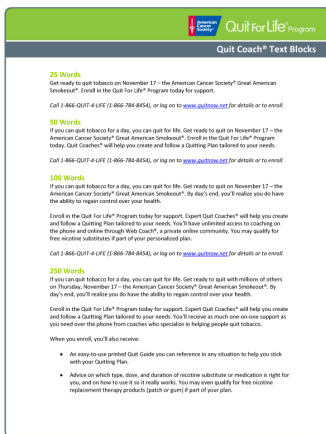 American
Cancer
Society®
Quit For Life® Program
Quit Coach® Text Blocks
25 Words
Get ready to quit tobacco on November 17 – the American Cancer Society® Great American
Smokeout®. Enroll in the Quit For Life® Program today for support.
Call 1-866-QUIT-4-LIFE (1-866-784-8454), or log on to www.quitnow.net for details or to enroll.
50 Words
If you can quit tobacco for a day, you can quit for life. Get ready to quit on November 17 – the
American Cancer Society® Great American Smokeout®. Enroll in the Quit For Life® Program
today. Quit Coaches® will help you create and follow a Quitting Plan tailored to your needs.
Call 1-866-QUIT-4-LIFE (1-866-784-8454), or log on to www.quitnow.net for details or to enroll.
100 Words
If you can quit tobacco for a day, you can quit for life. Get ready to quit on November 17 – the
American Cancer Society® Great American Smokeout®. By day's end, you'll realize you do have
the ability to regain control over your health.
Enroll in the Quit For Life® Program today for support. Expert Quit Coaches® will help you create
and follow a Quitting Plan tailored to your needs. You'll have unlimited access to coaching on
the phone and online through Web Coach®, a private online community. You may qualify for
free nicotine substitutes if part of your personalized plan.
Call 1-866-QUIT-4-LIFE (1-866-784-8454), or log on to www.quitnow.net for details or to enroll.
250 Words
If you can quit tobacco for a day, you can quit for life. Get ready to quit with millions of others
on Thursday, November 17 – the American Cancer Society® Great American Smokeout®. By
day's end, you'll realize you do have the ability to regain control over your health.
Enroll in the Quit For Life® Program today for support. Expert Quit Coaches® will help you create
and follow a Quitting Plan tailored to your needs. You'll receive as much one-on-one support as
you need over the phone from coaches who specialize in helping people quit tobacco.
When you enroll, you'll also receive:
• An easy-to-use printed Quit Guide you can reference in any situation to help you stick
with your Quitting Plan.
• Advice on which type, dose, and duration of nicotine substitute or medication is right for
you, and on how to use it so it really works. You may even qualify for free nicotine
replacement therapy products (patch or gum) if part of your plan.